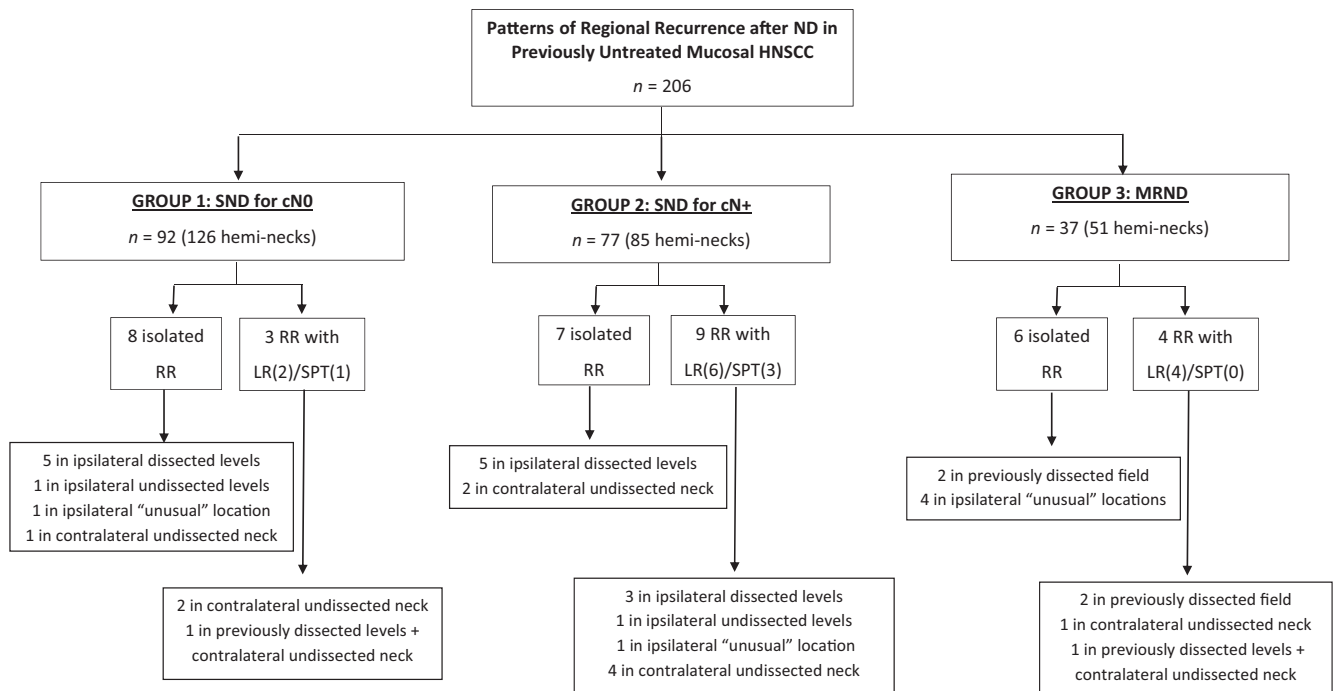 Patterns of Regional Recurrence after ND in
Previously Untreated Mucosal HNSCC
n = 206
GROUP 1: SND for cN0
n = 92 (126 hemi-necks)
GROUP 2: SND for cN+
n = 77 (85 hemi-necks)
GROUP 3: MRND
n = 37 (51 hemi-necks)
8 isolated
RR
3 RR with
LR(2)/SPT(1)
7 isolated
RR
9 RR with
LR(6)/SPT(3)
6 isolated
RR
4 RR with
LR(4)/SPT(0)
5 in ipsilateral dissected levels
1 in ipsilateral undissected levels
1 in ipsilateral “unusual” location
1 in contralateral undissected neck
5 in ipsilateral dissected levels
2 in contralateral undissected neck
2 in previously dissected field
4 in ipsilateral “unusual” locations
2 in contralateral undissected neck
1 in previously dissected levels +
contralateral undissected neck
3 in ipsilateral dissected levels
1 in ipsilateral undissected levels
1 in ipsilateral “unusual” location
4 in contralateral undissected neck
2 in previously dissected field
1 in contralateral undissected neck
1 in previously dissected levels +
contralateral undissected neck